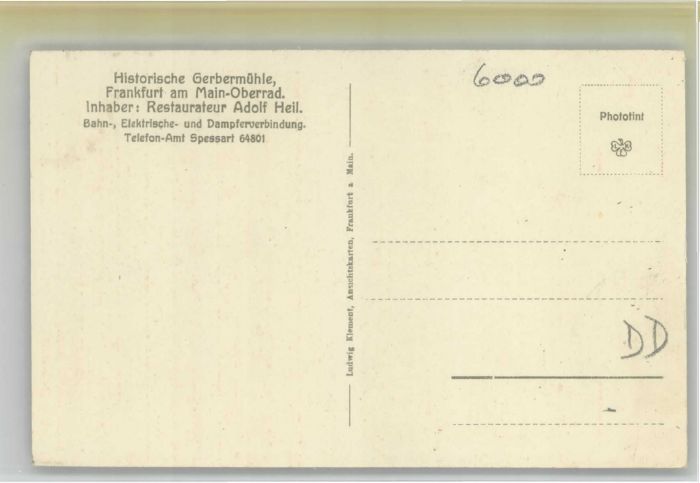 Historische Gerbermühle,
Frankfurt am Main-Oberrad.
Inhaber: Restaurateur Adolf Heil.
Bahn-, Elektrische- und Dampferverbindung.
Telefon-Amt Spessart 64801
Ludwig Klement, Ansichtskarten, Frankfurt a Main.
6000
Phototint
DD